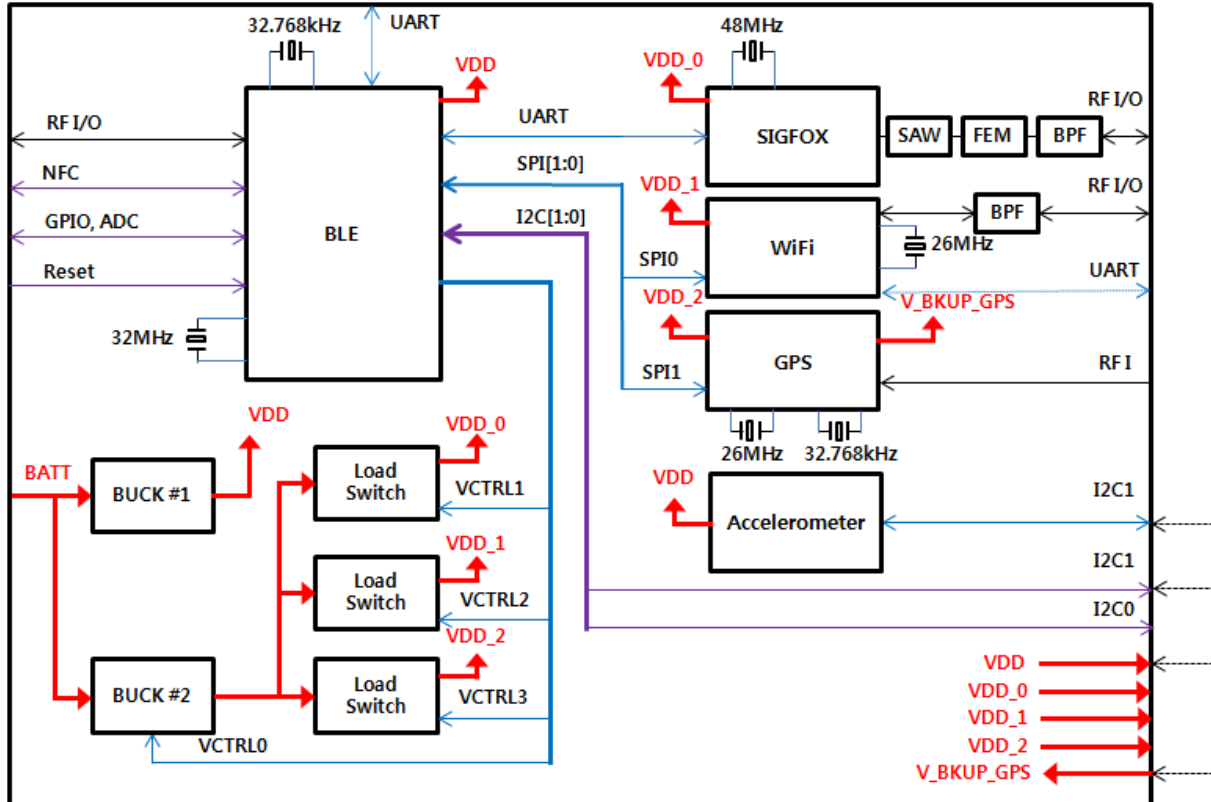 32.768kHz
UART
48MHz
VDD
VDD_0
RF I/O
UART
SIGFOX
SAW
FEM
BPF
RF I/O
NFC
SPI[1:0]
VDD_1
RF I/O
GPIO, ADC
BLE
I2C[1:0]
WiFi
BPF
26MHz
Reset
SPI0
UART
VDD_2
V_BKUP_GPS
32MHz
GPS
SPI1
RF I
VDD
VDD_0
26MHz
32.768kHz
BATT
BUCK #1
Load
Switch
VCTRL1
VDD
Accelerometer
I2C1
VDD_1
Load
Switch
VCTRL2
I2C1
I2C0
VDD_2
BUCK #2
Load
Switch
VCTRL3
VCTRL0
VDD
VDD_0
VDD_1
VDD_2
V_BKUP_GPS